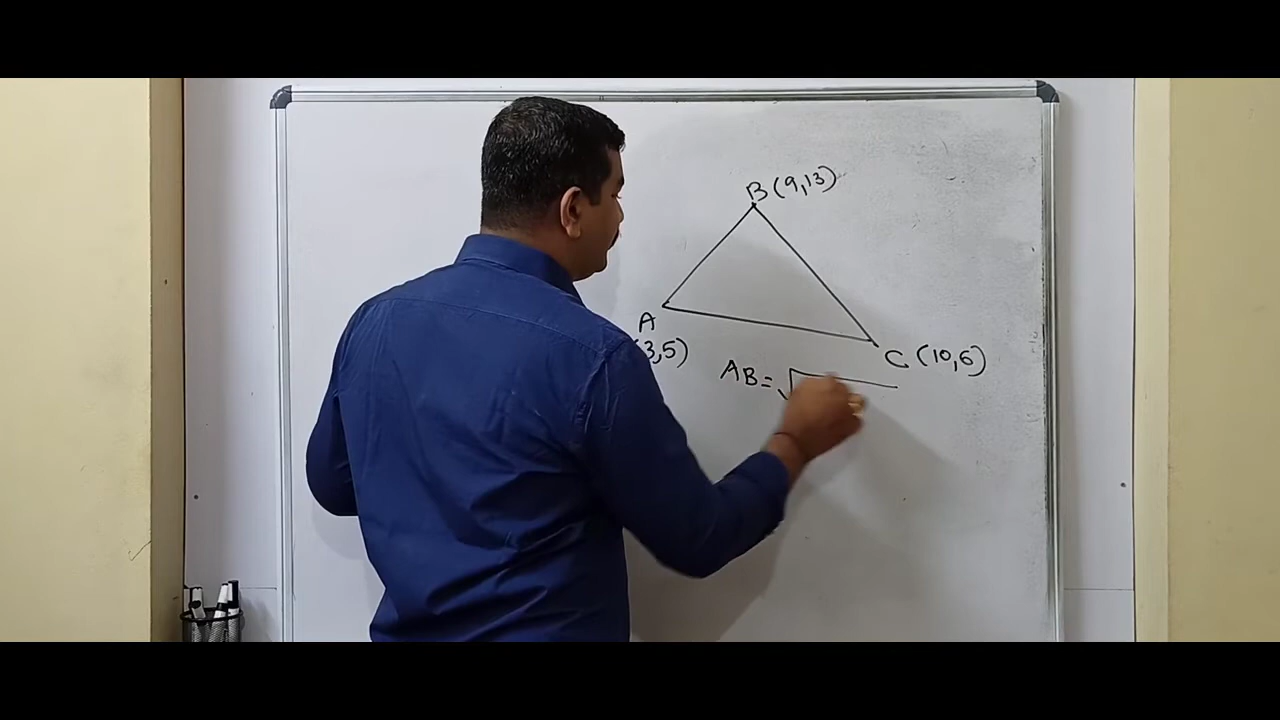 B(9,13)
A
(3,5)
C(10,6)
AB=√